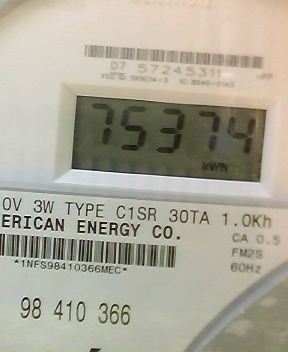 07 57245311
75374
kWh
0V 3W TYPE C1SR 30TA 1.0Kh
ERICAN ENERGY CO.
CA 0.5
FM2S
60Hz
*1NFS98410366MEC*
98 410 366